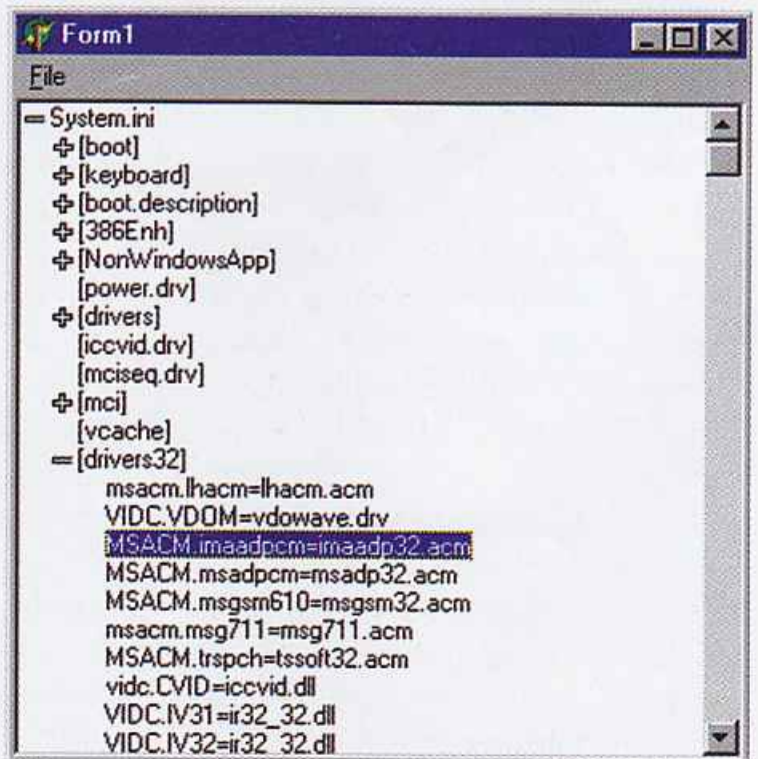 Form1
File
System.ini
[boot]
[keyboard]
[boot.description]
[386Enh]
[NonWindowsApp]
[power.drv]
[drivers]
[iccvid.drv]
[mciseq.drv]
[mci]
[vcache]
[drivers32]
msacm.lhacm=lhacm.acm
VIDC.VDOM=vdowave.drv
MSACM.imaadpcm=imaadp32.acm
MSACM.msadpcm=msadp32.acm
MSACM.msgsm610=msgsm32.acm
msacm.msg711=msg711.acm
MSACM.trspch=tssoft32.acm
vidc.CVID=iccvid.dll
VIDC.IV31=ir32_32.dll
VIDC.IV32=ir32_32.dll